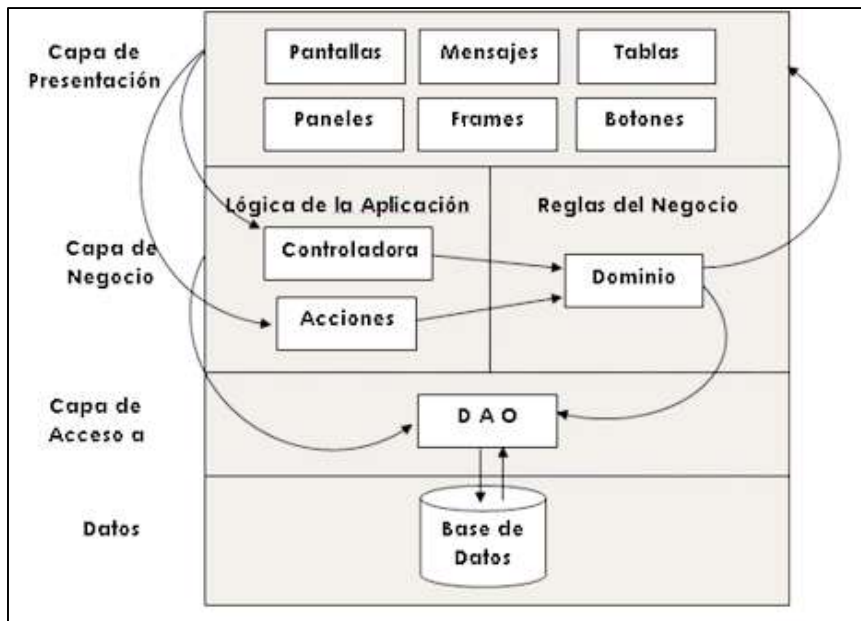 Capa de
Presentación
Pantallas
Mensajes
Tablas
Paneles
Frames
Botones
Lógica de la Aplicación
Reglas del Negocio
Capa de
Negocio
Controladora
Dominio
Acciones
Capa de
Acceso a
D A O
Datos
Base de
Datos